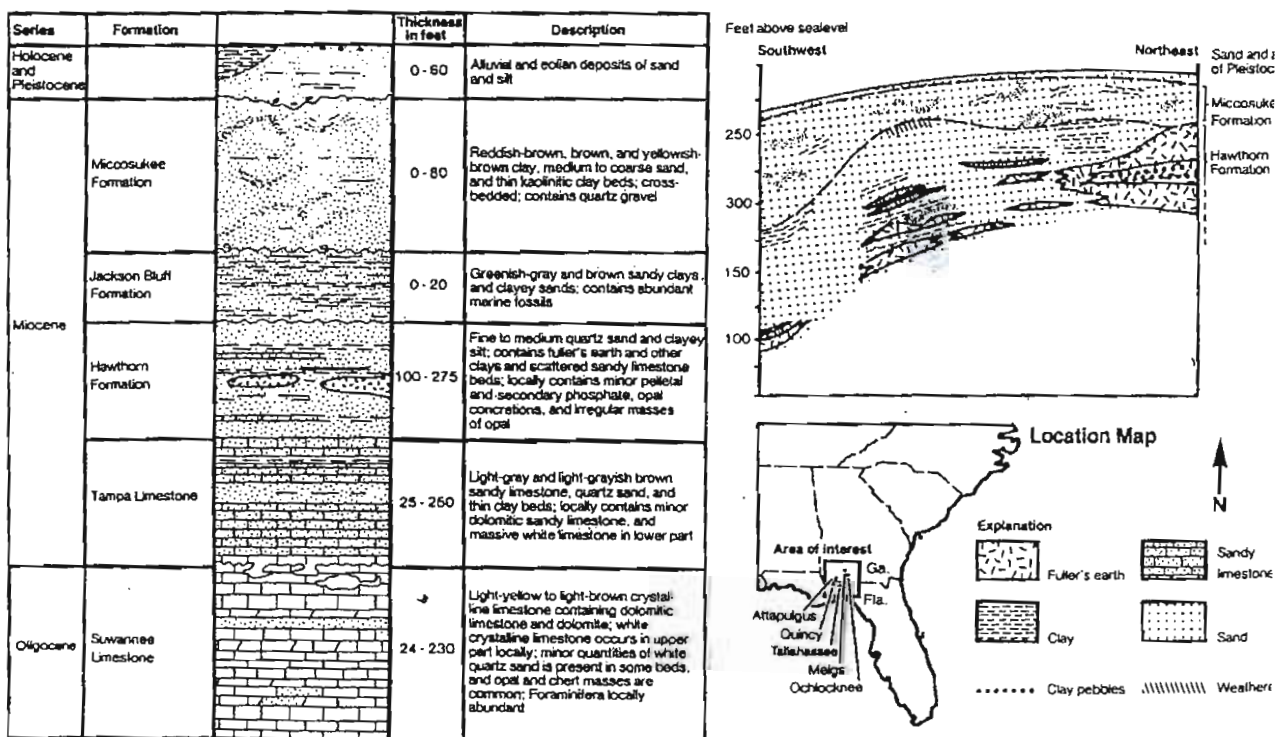 Series
Formation
Thickness
in feet
Description
Holocene
and
Pleistocene
0-60
Alluvial and eolian deposits of sand
and silt
Miocene
Miccosukee
Formation
0-80
Reddish-brown, brown, and yellowish-
brown clay, medium to coarse sand,
and thin kaolinitic clay beds; cross-
bedded; contains quartz gravel
Jackson Bluff
Formation
0-20
Greenish-gray and brown sandy clays
and clayey sands; contains abundant
marine fossils
Hawthorn
Formation
100-275
Fine to medium quartz sand and clayey
silt; contains fuller's earth and other
clays and scattered sandy limestone
beds; locally contains minor pelletal
and secondary phosphate, opal
concretions, and irregular masses
of opal
Tampa Limestone
25-250
Light-gray and light-grayish brown
sandy limestone, quartz sand, and
thin clay beds; locally contains minor
dolomitic sandy limestone, and
massive white limestone in lower part
Oligocene
Suwannee
Limestone
24-230
Light-yellow to light-brown crystal-
line limestone containing dolomitic
limestone and dolomite; white
crystalline limestone occurs in upper
part locally; minor quantities of white
quartz sand is present in some beds,
and opal and chert masses are
common; Foraminifera locally
abundant
Feet above sealevel
Southwest
Northeast
Sand and
of Pleistoc
Miccosuke
Formation
Hawthorn
Formation
250
300
150
100
Location Map
N
Area of interest
Ga.
Fla.
Attapulgus
Quincy
Tallahassee
Meigs
Ochlocknee
Explanation
Fuller's earth
Sandy
limestone
Clay
Sand
Clay pebbles
Weathere